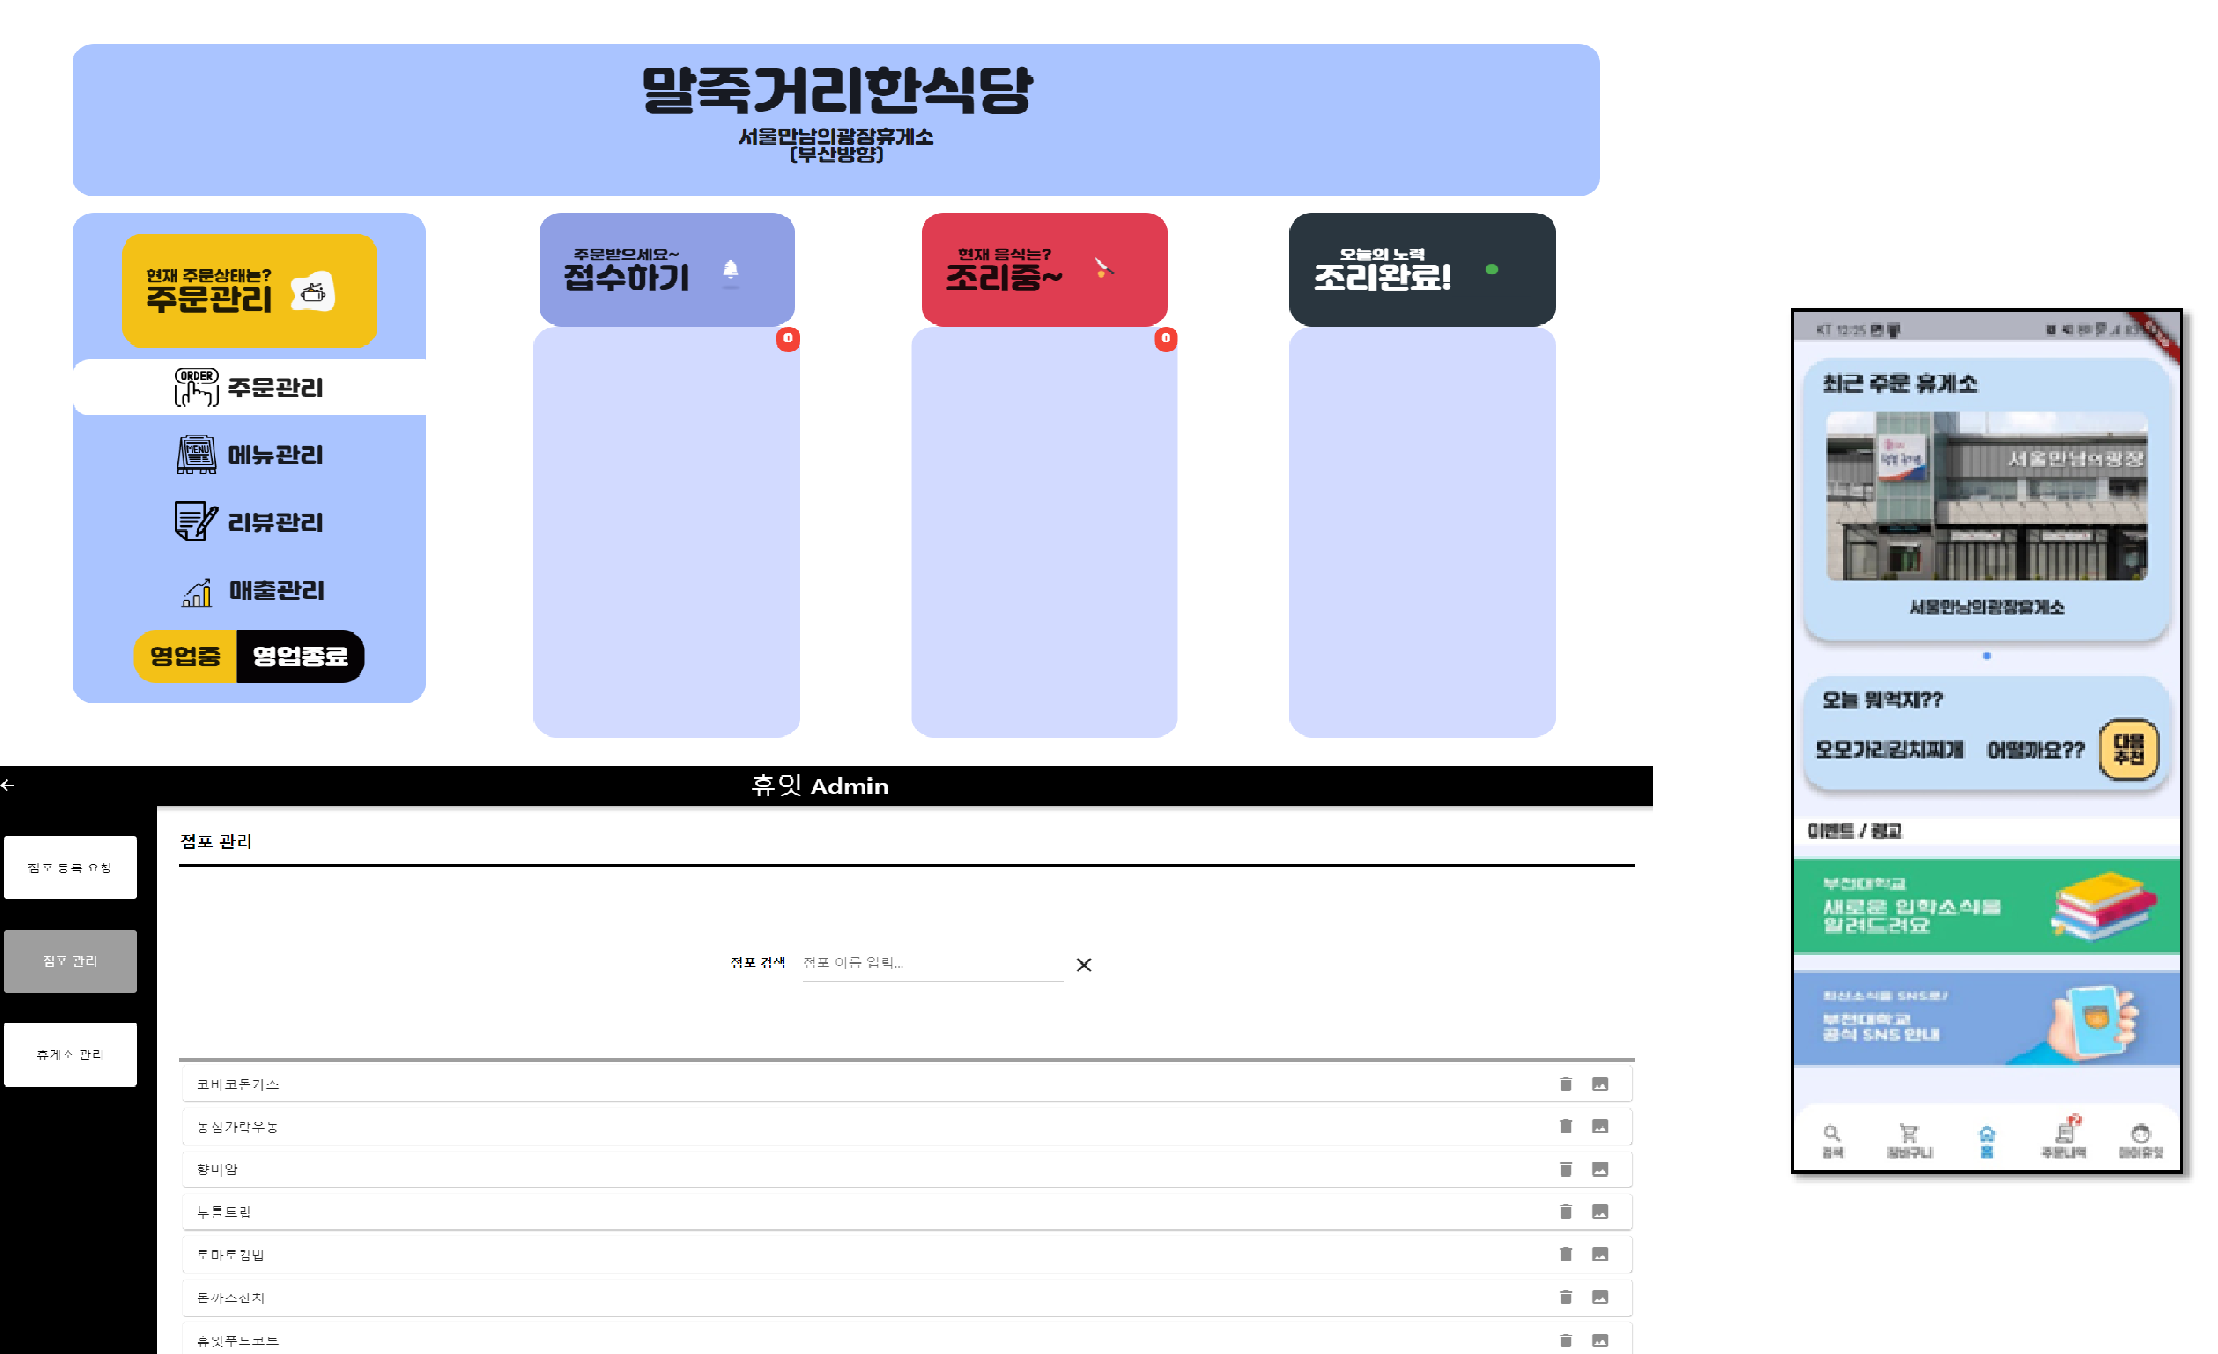 말죽거리한식당
서울만남의광장휴게소
(부산방향)
현재 주문상태는?
주문관리
ORDER
주문관리
MENU
메뉴관리
리뷰관리
매출관리
영업중 영업종료
주문받으세요~
접수하기
0
현재 음식는?
조리중~
0
오늘의 노력
조리완료!
휴잇 Admin
점포 등록 요청
점포 관리
휴게소 관리
점포 관리
점포 검색 점포 이름 입력...
코바코돈가스
농심가락우동
향미암
누들트립
토마토김밥
돈까스잔치
휴잇푸드코트
KT 12:25
최근 주문 휴게소
서울만남의광장
서울만남의광장휴게소
오늘 뭐먹지??
오모가리김치찌개 어떨까요??
다음
추천
이벤트 / 광고
부천대학교
새로운 입학소식을
알려드려요
최신소식을 SNS로!
부천대학교
공식 SNS 안내
검색 장바구니 홈 주문내역 마이휴잇